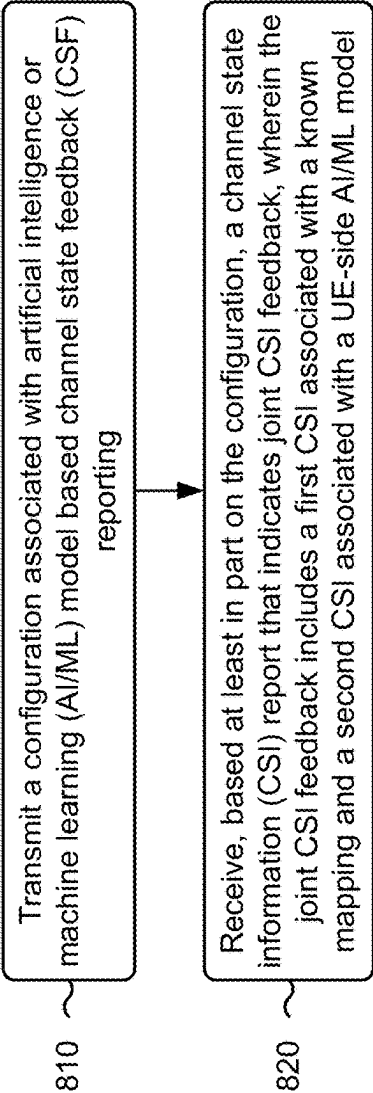 810
Transmit a configuration associated with artificial intelligence or
machine learning (AI/ML) model based channel state feedback (CSF)
reporting
820
Receive, based at least in part on the configuration, a channel state
information (CSI) report that indicates joint CSI feedback, wherein the
joint CSI feedback includes a first CSI associated with a known
mapping and a second CSI associated with a UE-side AI/ML model